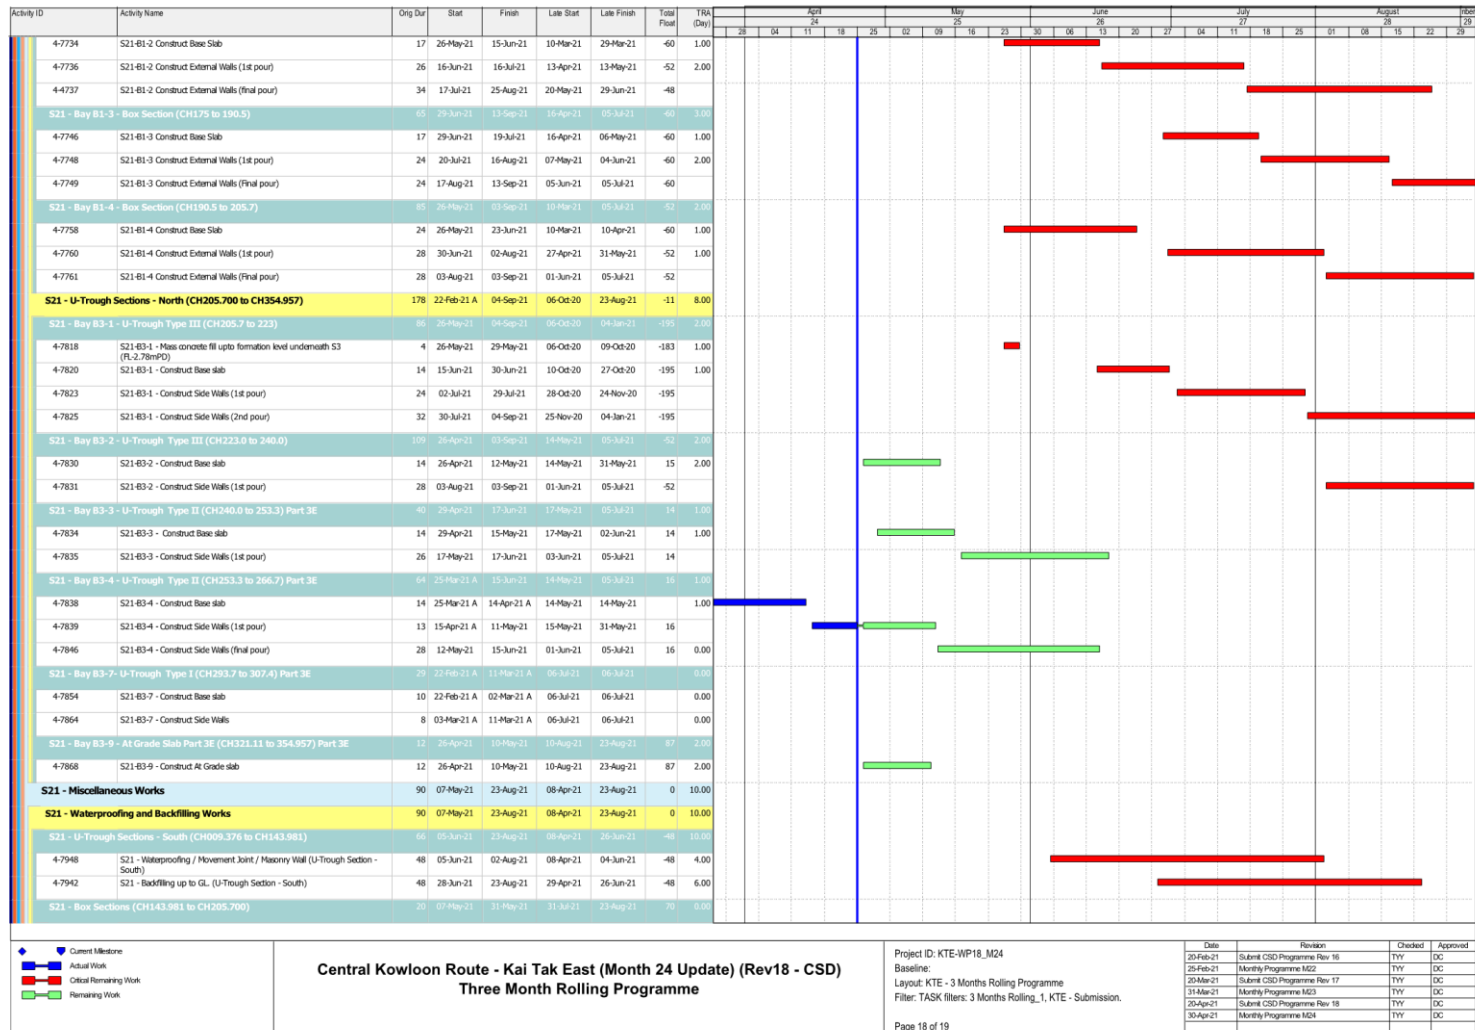 Activity ID Activity Name Orig Dur Start Finish Late Start Late Finish Total Float TRA (Day) April May June July August
24 25 26 27 28 29
28 04 11 18 25 02 09 16 23 30 06 13 20 27 04 11 18 25 01 08 15 22 29
4-7734 S21-B1-2 Construct Base Slab 17 26-May-21 15-Jun-21 10-Mar-21 29-Mar-21 -60 1.00
4-7736 S21-B1-2 Construct External Walls (1st pour) 26 16-Jun-21 16-Jul-21 13-Apr-21 13-May-21 -52 2.00
4-4737 S21-B1-2 Construct External Walls (final pour) 34 17-Jul-21 25-Aug-21 20-May-21 29-Jun-21 -48
S21 - Bay B1-3 - Box Section (CH175 to 190.5) 65 29-Jun-21 13-Sep-21 16-Apr-21 05-Jul-21 -60 3.00
4-7746 S21-B1-3 Construct Base Slab 17 29-Jun-21 19-Jul-21 16-Apr-21 06-May-21 -60 1.00
4-7748 S21-B1-3 Construct External Walls (1st pour) 24 20-Jul-21 16-Aug-21 07-May-21 04-Jun-21 -60 2.00
4-7749 S21-B1-3 Construct External Walls (Final pour) 24 17-Aug-21 13-Sep-21 05-Jun-21 05-Jul-21 -60
S21 - Bay B1-4 - Box Section (CH190.5 to 205.7) 85 26-May-21 03-Sep-21 10-Mar-21 05-Jul-21 -52 2.00
4-7758 S21-B1-4 Construct Base Slab 24 26-May-21 23-Jun-21 10-Mar-21 10-Apr-21 -60 1.00
4-7760 S21-B1-4 Construct External Walls (1st pour) 28 30-Jun-21 02-Aug-21 27-Apr-21 31-May-21 -52 1.00
4-7761 S21-B1-4 Construct External Walls (Final pour) 28 03-Aug-21 03-Sep-21 01-Jun-21 05-Jul-21 -52
S21 - U-Trough Sections - North (CH205.700 to CH354.957) 178 22-Feb-21 A 04-Sep-21 06-Oct-20 23-Aug-21 -11 8.00
S21 - Bay B3-1 - U-Trough Type III (CH205.7 to 223) 86 26-May-21 04-Sep-21 06-Oct-20 04-Jan-21 -195 2.00
4-7818 S21-B3-1 - Mass concrete fill upto formation level underneath S3 (FL-2.78mPD) 4 26-May-21 29-May-21 06-Oct-20 09-Oct-20 -183 1.00
4-7820 S21-B3-1 - Construct Base slab 14 15-Jun-21 30-Jun-21 10-Oct-20 27-Oct-20 -195 1.00
4-7823 S21-B3-1 - Construct Side Walls (1st pour) 24 02-Jul-21 29-Jul-21 28-Oct-20 24-Nov-20 -195
4-7825 S21-B3-1 - Construct Side Walls (2nd pour) 32 30-Jul-21 04-Sep-21 25-Nov-20 04-Jan-21 -195
S21 - Bay B3-2 - U-Trough Type III (CH223.0 to 240.0) 109 26-Apr-21 03-Sep-21 14-May-21 05-Jul-21 -52 2.00
4-7830 S21-B3-2 - Construct Base slab 14 26-Apr-21 12-May-21 14-May-21 31-May-21 15 2.00
4-7831 S21-B3-2 - Construct Side Walls (1st pour) 28 03-Aug-21 03-Sep-21 01-Jun-21 05-Jul-21 -52
S21 - Bay B3-3 - U-Trough Type II (CH240.0 to 253.3) Part 3E 40 29-Apr-21 17-Jun-21 17-May-21 05-Jul-21 14 1.00
4-7834 S21-B3-3 - Construct Base slab 14 29-Apr-21 15-May-21 17-May-21 02-Jun-21 14 1.00
4-7835 S21-B3-3 - Construct Side Walls (1st pour) 26 17-May-21 17-Jun-21 03-Jun-21 05-Jul-21 14
S21 - Bay B3-4 - U-Trough Type II (CH253.3 to 266.7) Part 3E 64 25-Mar-21 A 15-Jun-21 14-May-21 05-Jul-21 16 1.00
4-7838 S21-B3-4 - Construct Base slab 14 25-Mar-21 A 14-Apr-21 A 14-May-21 14-May-21 1.00
4-7839 S21-B3-4 - Construct Side Walls (1st pour) 13 15-Apr-21 A 11-May-21 15-May-21 31-May-21 16
4-7846 S21-B3-4 - Construct Side Walls (final pour) 28 12-May-21 15-Jun-21 01-Jun-21 05-Jul-21 16 0.00
S21 - Bay B3-7- U-Trough Type I (CH293.7 to 307.4) Part 3E 29 22-Feb-21 A 11-Mar-21 A 06-Jul-21 06-Jul-21 0.00
4-7854 S21-B3-7 - Construct Base slab 10 22-Feb-21 A 02-Mar-21 A 06-Jul-21 06-Jul-21 0.00
4-7864 S21-B3-7 - Construct Side Walls 8 03-Mar-21 A 11-Mar-21 A 06-Jul-21 06-Jul-21 0.00
S21 - Bay B3-9 - At Grade Slab Part 3E (CH321.11 to 354.957) Part 3E 12 26-Apr-21 10-May-21 10-Aug-21 23-Aug-21 87 2.00
4-7868 S21-B3-9 - Construct At Grade slab 12 26-Apr-21 10-May-21 10-Aug-21 23-Aug-21 87 2.00
S21 - Miscellaneous Works 90 07-May-21 23-Aug-21 08-Apr-21 23-Aug-21 0 10.00
S21 - Waterproofing and Backfilling Works 90 07-May-21 23-Aug-21 08-Apr-21 23-Aug-21 0 10.00
S21 - U-Trough Sections - South (CH009.376 to CH143.981) 66 05-Jun-21 23-Aug-21 08-Apr-21 26-Jun-21 -48 10.00
4-7948 S21 - Waterproofing / Movement Joint / Masonry Wall (U-Trough Section - South) 48 05-Jun-21 02-Aug-21 08-Apr-21 04-Jun-21 -48 4.00
4-7942 S21 - Backfilling up to GL. (U-Trough Section - South) 48 28-Jun-21 23-Aug-21 29-Apr-21 26-Jun-21 -48 6.00
S21 - Box Sections (CH143.981 to CH205.700) 20 07-May-21 31-May-21 31-Jul-21 23-Aug-21 70 0.00
Current Milestone
Actual Work
Critical Remaining Work
Remaining Work
Central Kowloon Route - Kai Tak East (Month 24 Update) (Rev18 - CSD)
Three Month Rolling Programme
Project ID: KTE-WP18_M24
Baseline:
Layout: KTE - 3 Months Rolling Programme
Filter: TASK filters: 3 Months Rolling_1, KTE - Submission.
Page 18 of 19
Date Revision Checked Approved
20-Feb-21 Submit CSD Programme Rev 16 TYY DC
25-Feb-21 Monthly Programme M22 TYY DC
20-Mar-21 Submit CSD Programme Rev 17 TYY DC
31-Mar-21 Monthly Programme M23 TYY DC
20-Apr-21 Submit CSD Programme Rev 18 TYY DC
30-Apr-21 Monthly Programme M24 TYY DC